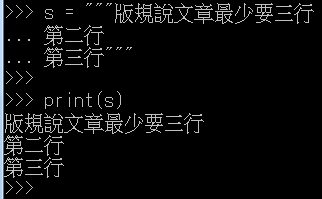 >>> s = """版規說文章最少要三行
... 第二行
... 第三行"""
>>>
>>> print(s)
版規說文章最少要三行
第二行
第三行
>>>